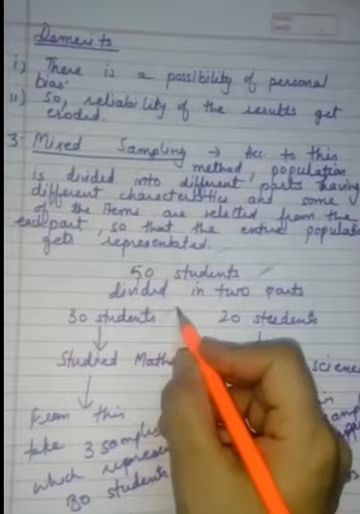 Demerits
i) There is a possibility of personal
bias.
ii) So, reliability of the results get
eroded.
3. Mixed Sampling → Acc to this
method, population
is divided into different parts having
different characteristics and some
of the items are selected from the
each part, so that the entire populatio
gets represented.
50 students
divided in two parts
30 students 20 students
Studied Math science
From this
take 3 samples
which represe
30 students